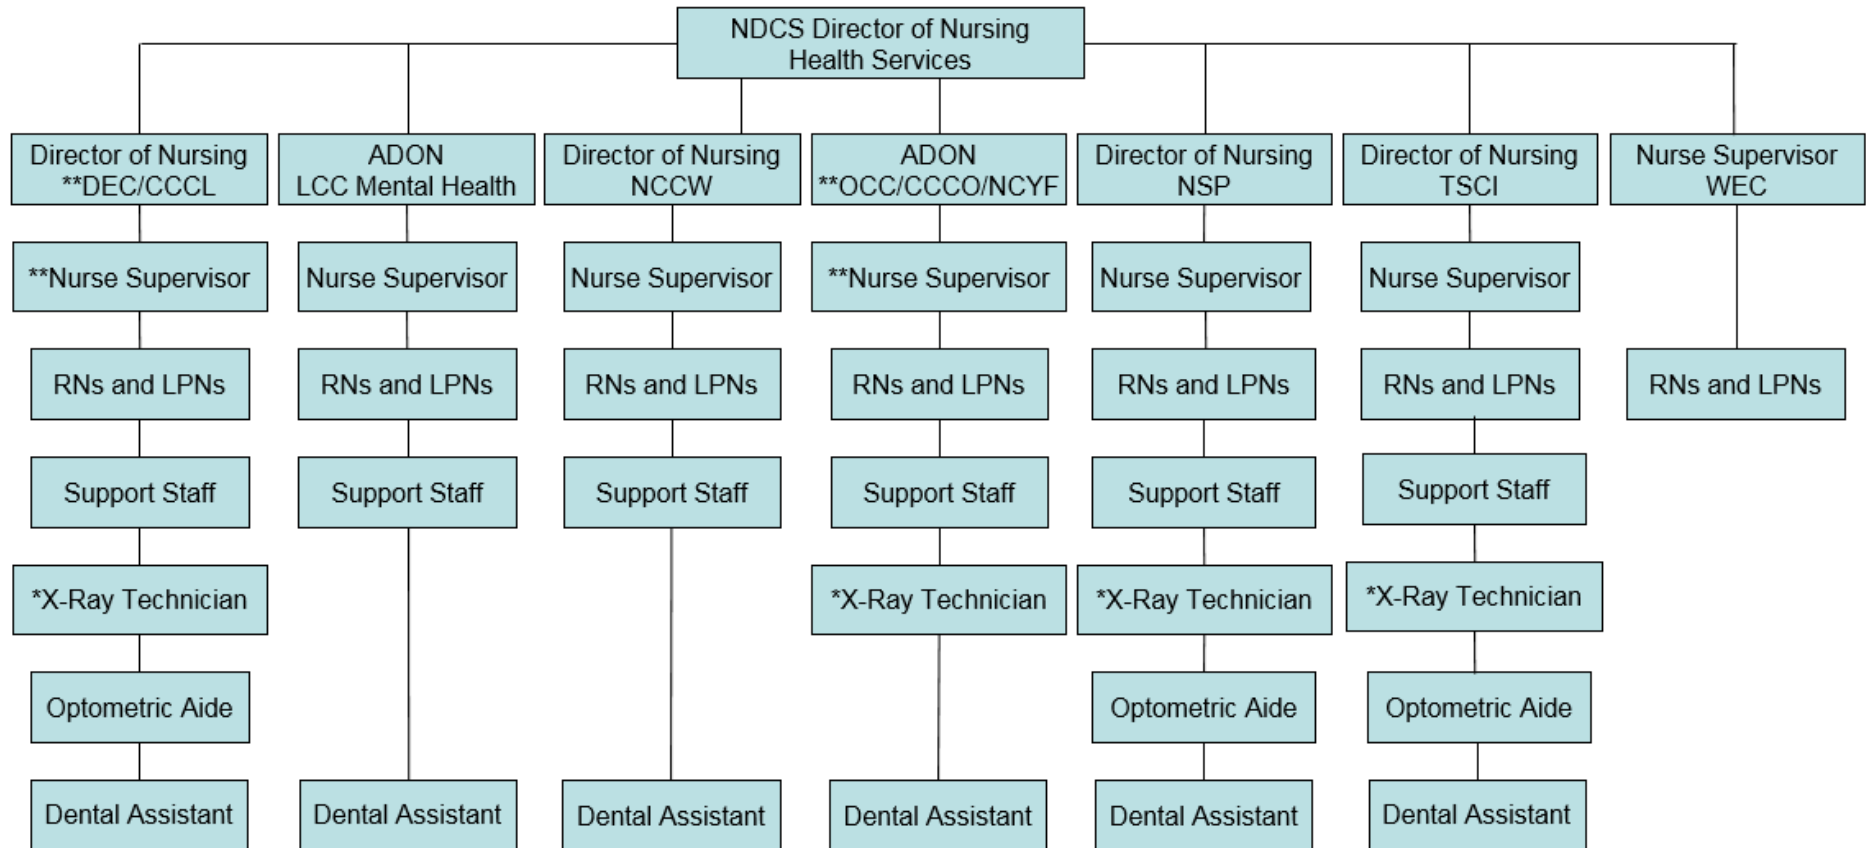 NDCS Director of Nursing
Health Services
Director of Nursing
**DEC/CCCL
ADON
LCC Mental Health
Director of Nursing
NCCW
ADON
**OCC/CCCO/NCYF
Director of Nursing
NSP
Director of Nursing
TSCI
Nurse Supervisor
WEC
**Nurse Supervisor
Nurse Supervisor
Nurse Supervisor
**Nurse Supervisor
Nurse Supervisor
Nurse Supervisor
RNs and LPNs
RNs and LPNs
RNs and LPNs
RNs and LPNs
RNs and LPNs
RNs and LPNs
RNs and LPNs
Support Staff
Support Staff
Support Staff
Support Staff
Support Staff
Support Staff
*X-Ray Technician
*X-Ray Technician
*X-Ray Technician
*X-Ray Technician
Optometric Aide
Optometric Aide
Optometric Aide
Dental Assistant
Dental Assistant
Dental Assistant
Dental Assistant
Dental Assistant
Dental Assistant